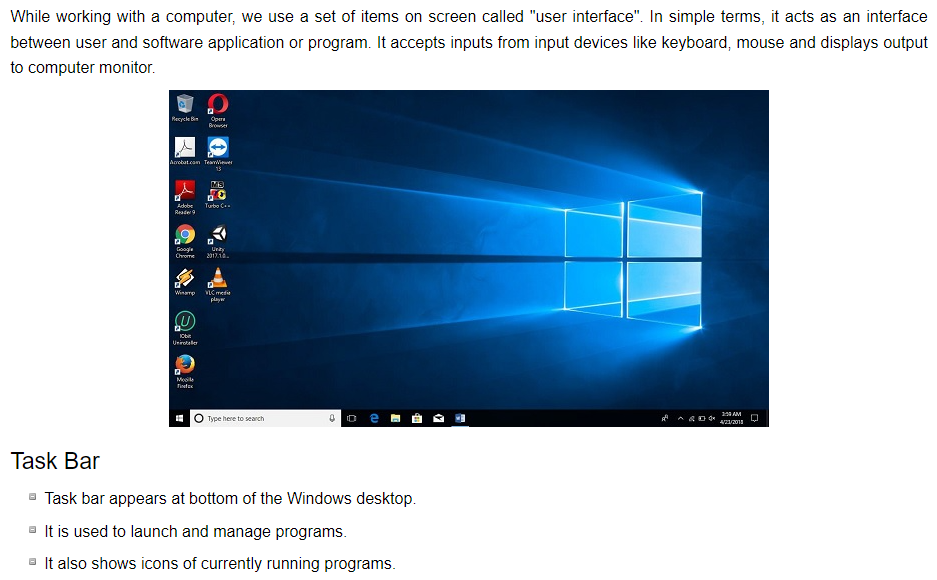 While working with a computer, we use a set of items on screen called "user interface". In simple terms, it acts as an interface
between user and software application or program. It accepts inputs from input devices like keyboard, mouse and displays output
to computer monitor.
Recycle Bin
Opera
Browser
Acrobat.com
TeamViewer
13
Adobe
Reader 9
Turbo C++
Google
Chrome
Unity
2017.1.0...
Winamp
VLC media
player
IObit
Uninstaller
Mozilla
Firefox
Type here to search
3:59 AM
4/23/2018
Task Bar
Task bar appears at bottom of the Windows desktop.
It is used to launch and manage programs.
It also shows icons of currently running programs.